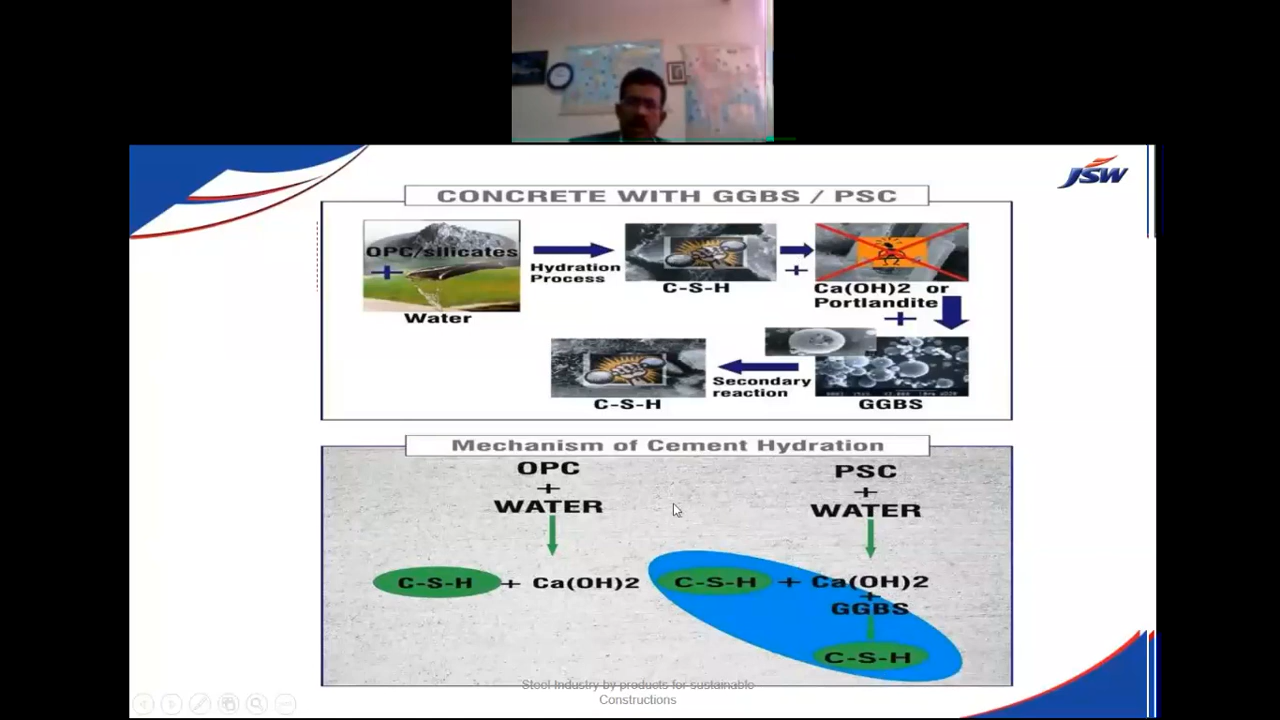 JSW
CONCRETE WITH GGBS / PSC
OPC/silicates
+
Water
Hydration
Process
C-S-H
+
Ca(OH)2 or
Portlandite
+
GGBS
Secondary
reaction
C-S-H
Mechanism of Cement Hydration
OPC
+
WATER
C-S-H + Ca(OH)2
PSC
+
WATER
C-S-H + Ca(OH)2
+
GGBS
C-S-H
Steel Industry by products for sustainable
Constructions